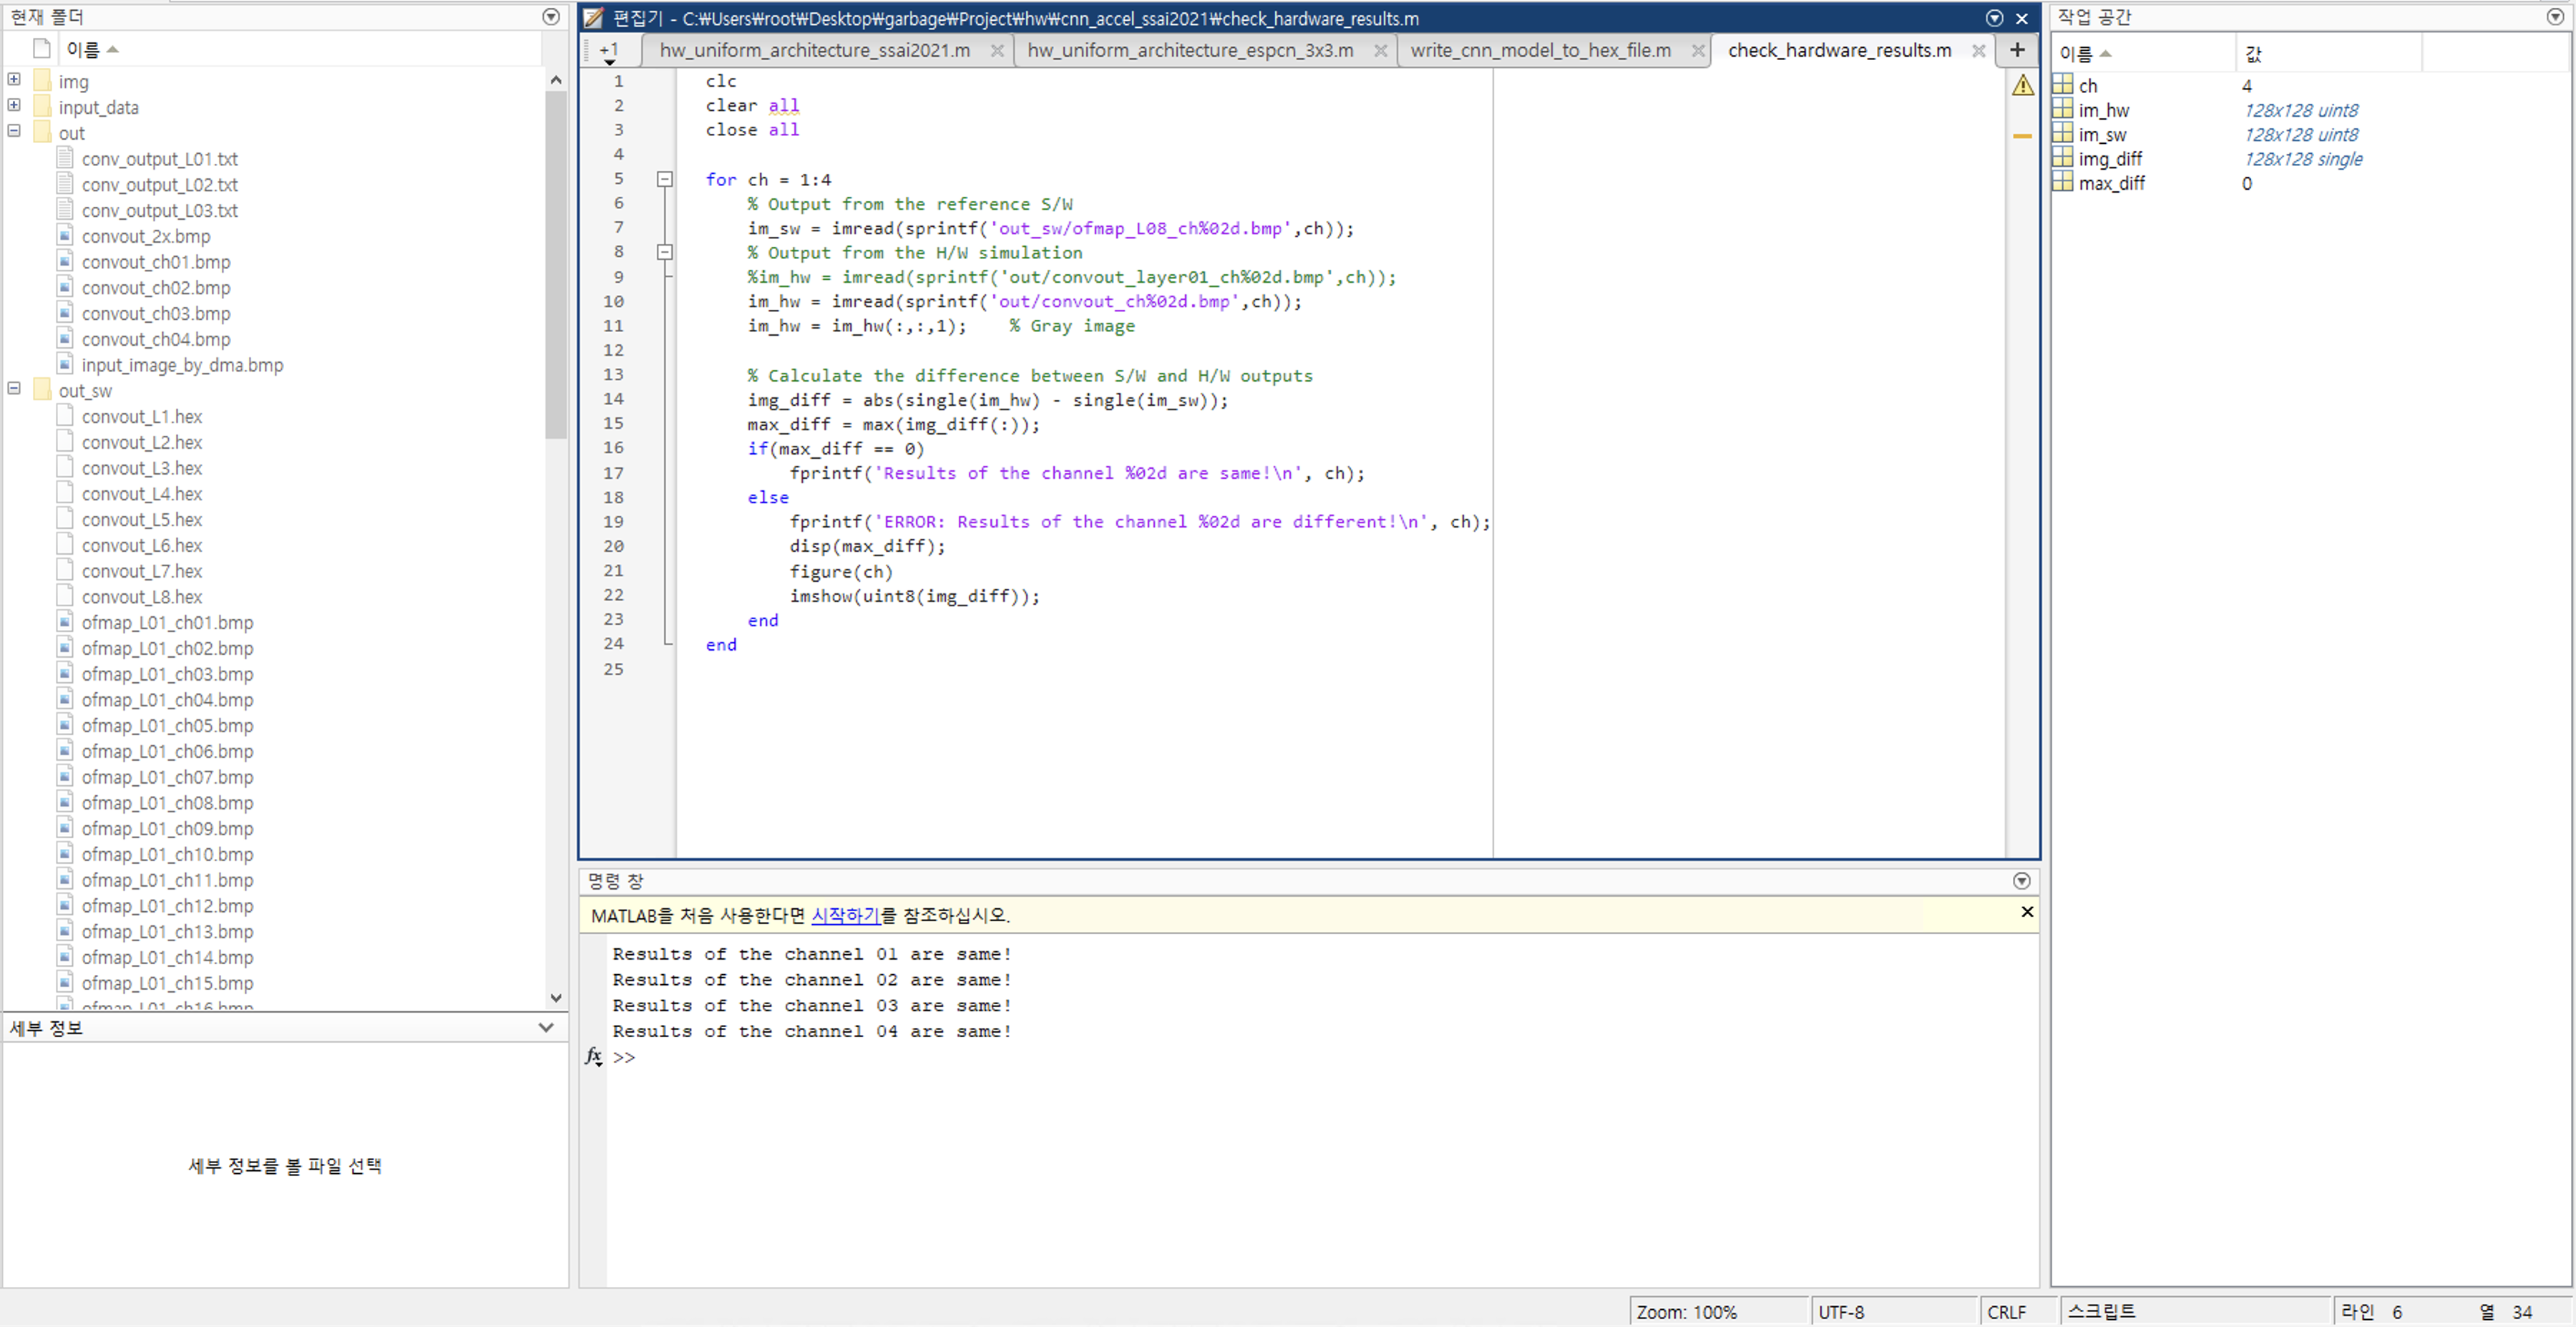 현재 폴더
이름
img
input_data
out
conv_output_L01.txt
conv_output_L02.txt
conv_output_L03.txt
convout_2x.bmp
convout_ch01.bmp
convout_ch02.bmp
convout_ch03.bmp
convout_ch04.bmp
input_image_by_dma.bmp
out_sw
convout_L1.hex
convout_L2.hex
convout_L3.hex
convout_L4.hex
convout_L5.hex
convout_L6.hex
convout_L7.hex
convout_L8.hex
ofmap_L01_ch01.bmp
ofmap_L01_ch02.bmp
ofmap_L01_ch03.bmp
ofmap_L01_ch04.bmp
ofmap_L01_ch05.bmp
ofmap_L01_ch06.bmp
ofmap_L01_ch07.bmp
ofmap_L01_ch08.bmp
ofmap_L01_ch09.bmp
ofmap_L01_ch10.bmp
ofmap_L01_ch11.bmp
ofmap_L01_ch12.bmp
ofmap_L01_ch13.bmp
ofmap_L01_ch14.bmp
ofmap_L01_ch15.bmp
ofmap_L01_ch16.bmp
세부 정보
세부 정보를 볼 파일 선택
편집기 - C:₩Users₩root₩Desktop₩garbage₩Project₩hw₩cnn_accel_ssai2021₩check_hardware_results.m
+1 hw_uniform_architecture_ssai2021.m hw_uniform_architecture_espcn_3x3.m write_cnn_model_to_hex_file.m check_hardware_results.m +
1 clc
2 clear all
3 close all
4
5 for ch = 1:4
6 % Output from the reference S/W
7 im_sw = imread(sprintf('out_sw/ofmap_L08_ch%02d.bmp',ch));
8 % Output from the H/W simulation
9 %im_hw = imread(sprintf('out/convout_layer01_ch%02d.bmp',ch));
10 im_hw = imread(sprintf('out/convout_ch%02d.bmp',ch));
11 im_hw = im_hw(:,:,1); % Gray image
12
13 % Calculate the difference between S/W and H/W outputs
14 img_diff = abs(single(im_hw) - single(im_sw));
15 max_diff = max(img_diff(:));
16 if(max_diff == 0)
17 fprintf('Results of the channel %02d are same!\n', ch);
18 else
19 fprintf('ERROR: Results of the channel %02d are different!\n', ch);
20 disp(max_diff);
21 figure(ch)
22 imshow(uint8(img_diff));
23 end
24 end
25
명령 창
MATLAB을 처음 사용한다면 시작하기를 참조하십시오.
Results of the channel 01 are same!
Results of the channel 02 are same!
Results of the channel 03 are same!
Results of the channel 04 are same!
fx >>
작업 공간
이름 값
ch 4
im_hw 128x128 uint8
im_sw 128x128 uint8
img_diff 128x128 single
max_diff 0
Zoom: 100% UTF-8 CRLF 스크립트 라인 6 열 34